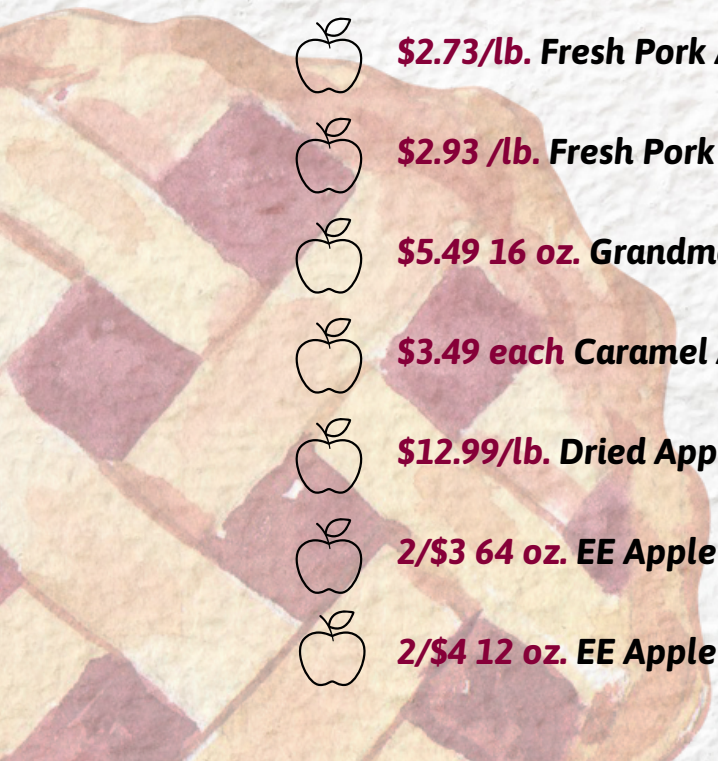 $2.73/lb. Fresh Pork
$2.93 /lb. Fresh Pork
$5.49 16 oz.
$3.49 each Caramel
$12.99/lb. Dried
2/$3 64 oz. EE Apple
2/$4 12 oz. EE Apple